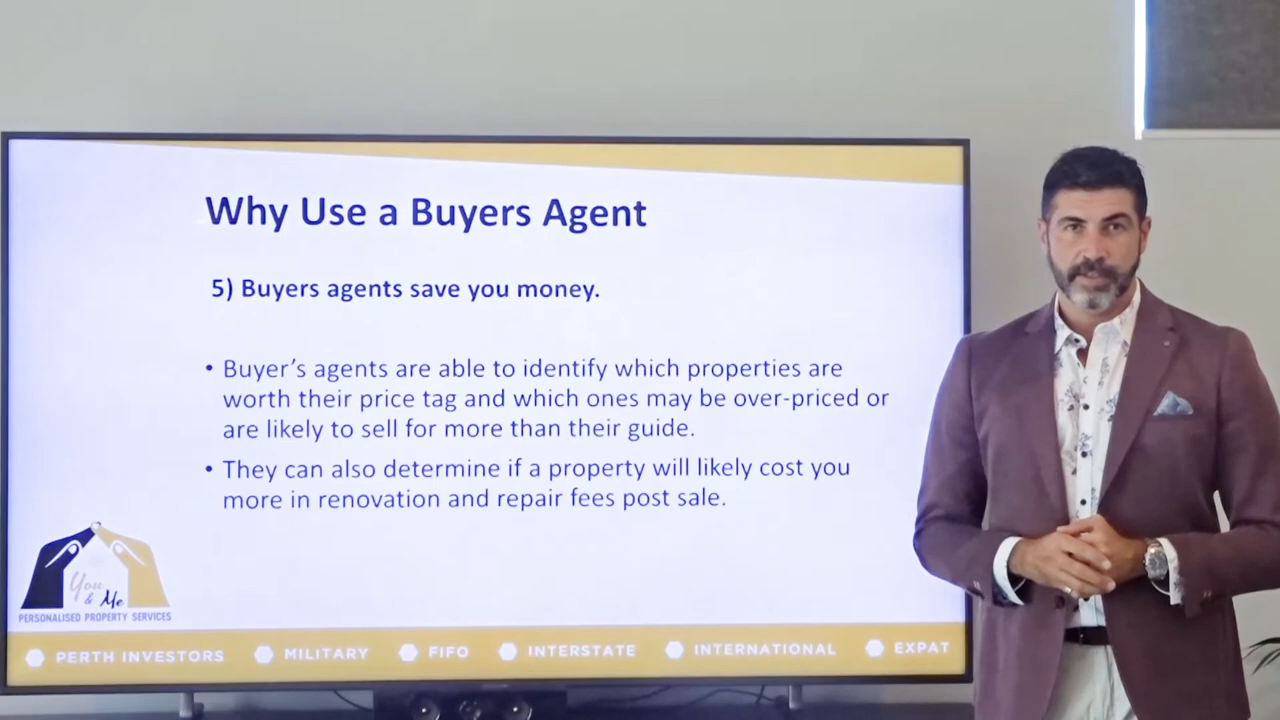 Why Use a Buyers Agent
5) Buyers agents save you money.
• Buyer’s agents are able to identify which properties are
worth their price tag and which ones may be over-priced or
are likely to sell for more than their guide.
• They can also determine if a property will likely cost you
more in renovation and repair fees post sale.
You
& Me
PERSONALISED PROPERTY SERVICES
PERTH INVESTORS MILITARY FIFO INTERSTATE INTERNATIONAL EXPAT